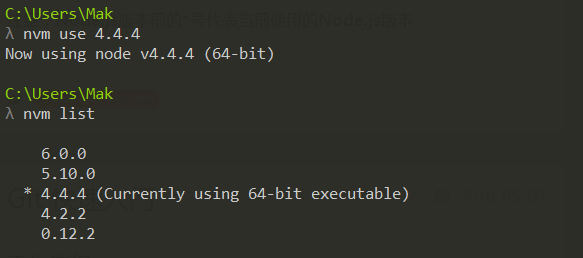 C:\Users\Mak
λ nvm use 4.4.4
Now using node v4.4.4 (64-bit)
C:\Users\Mak
λ nvm list
6.0.0
5.10.0
* 4.4.4 (Currently using 64-bit executable)
4.2.2
0.12.2